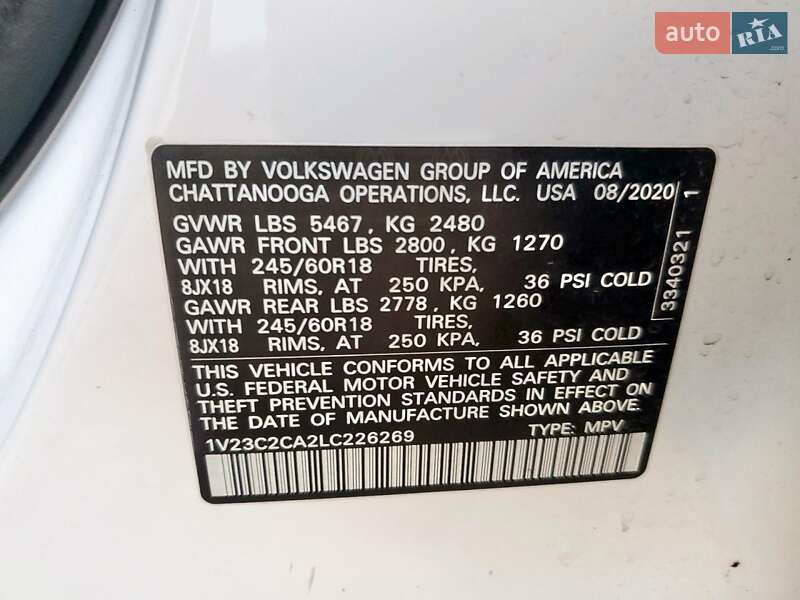 auto RIA
.com
MFD BY VOLKSWAGEN GROUP OF AMERICA
CHATTANOOGA OPERATIONS, LLC. USA 08/2020
GVWR LBS 5467, KG 2480
GAWR FRONT LBS 2800, KG 1270
WITH 245/60R18 TIRES,
8JX18 RIMS, AT 250 KPA, 36 PSI COLD
GAWR REAR LBS 2778, KG 1260
WITH 245/60R18 TIRES,
8JX18 RIMS, AT 250 KPA, 36 PSI COLD
THIS VEHICLE CONFORMS TO ALL APPLICABLE
U.S. FEDERAL MOTOR VEHICLE SAFETY AND
THEFT PREVENTION STANDARDS IN EFFECT ON
THE DATE OF MANUFACTURE SHOWN ABOVE.
1V23C2CA2LC226269 TYPE: MPV
3340321 1